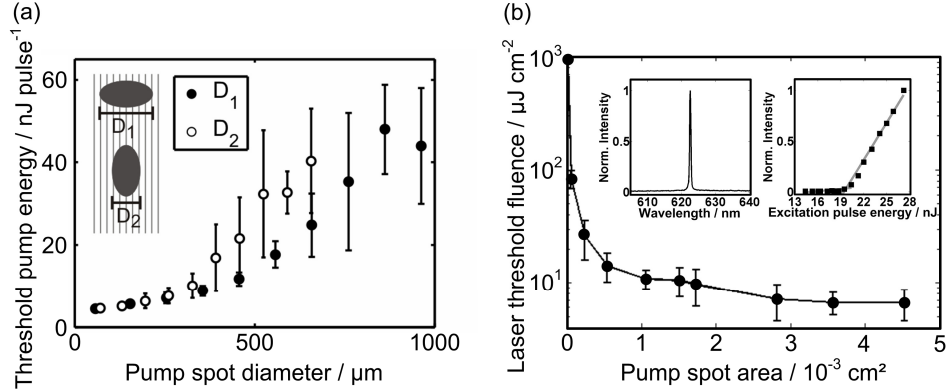 (a)
Threshold pump energy / nJ pulse⁻¹
60
40
20
0
D₁
D₂
D₁
D₂
0
500
1000
Pump spot diameter / µm
(b)
Laser threshold fluence / µJ cm⁻²
10³
10²
10¹
Norm. Intensity
1
0.5
0
610
620
630
640
Wavelength / nm
Norm. Intensity
1
0.5
0
13
16
19
22
25
28
Excitation pulse energy / nJ
0
1
2
3
4
5
Pump spot area / 10⁻³ cm²